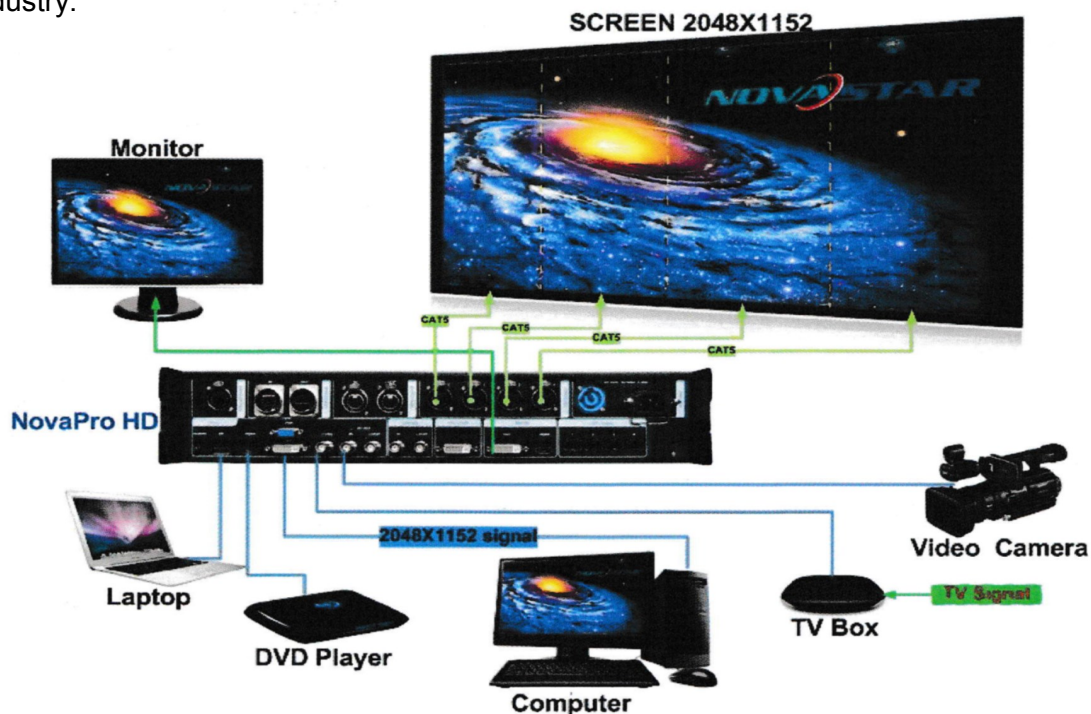 dustry.
SCREEN 2048X1152
NOVASTAR
Monitor
NOVASTAR
CAT5
CAT5
CAT5
CAT5
NovaPro HD
2048X1152 signal
Laptop
DVD Player
Computer
Video Camera
TV Signal
TV Box